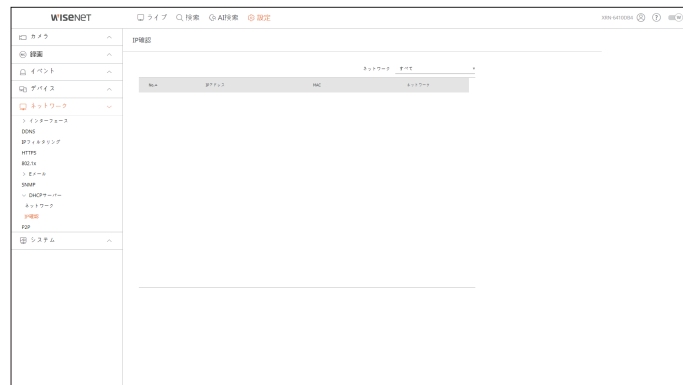 WISENET
ライブ 検索 AI検索 設定
カメラ
録画
イベント
デバイス
ネットワーク
インターフェース
DDNS
IPフィルタリング
HTTPS
802.1x
Eメール
SNMP
DHCPサーバー
ネットワーク
IP確認
P2P
システム
IP確認
ネットワーク すべて
No. IPアドレス MAC ネットワーク